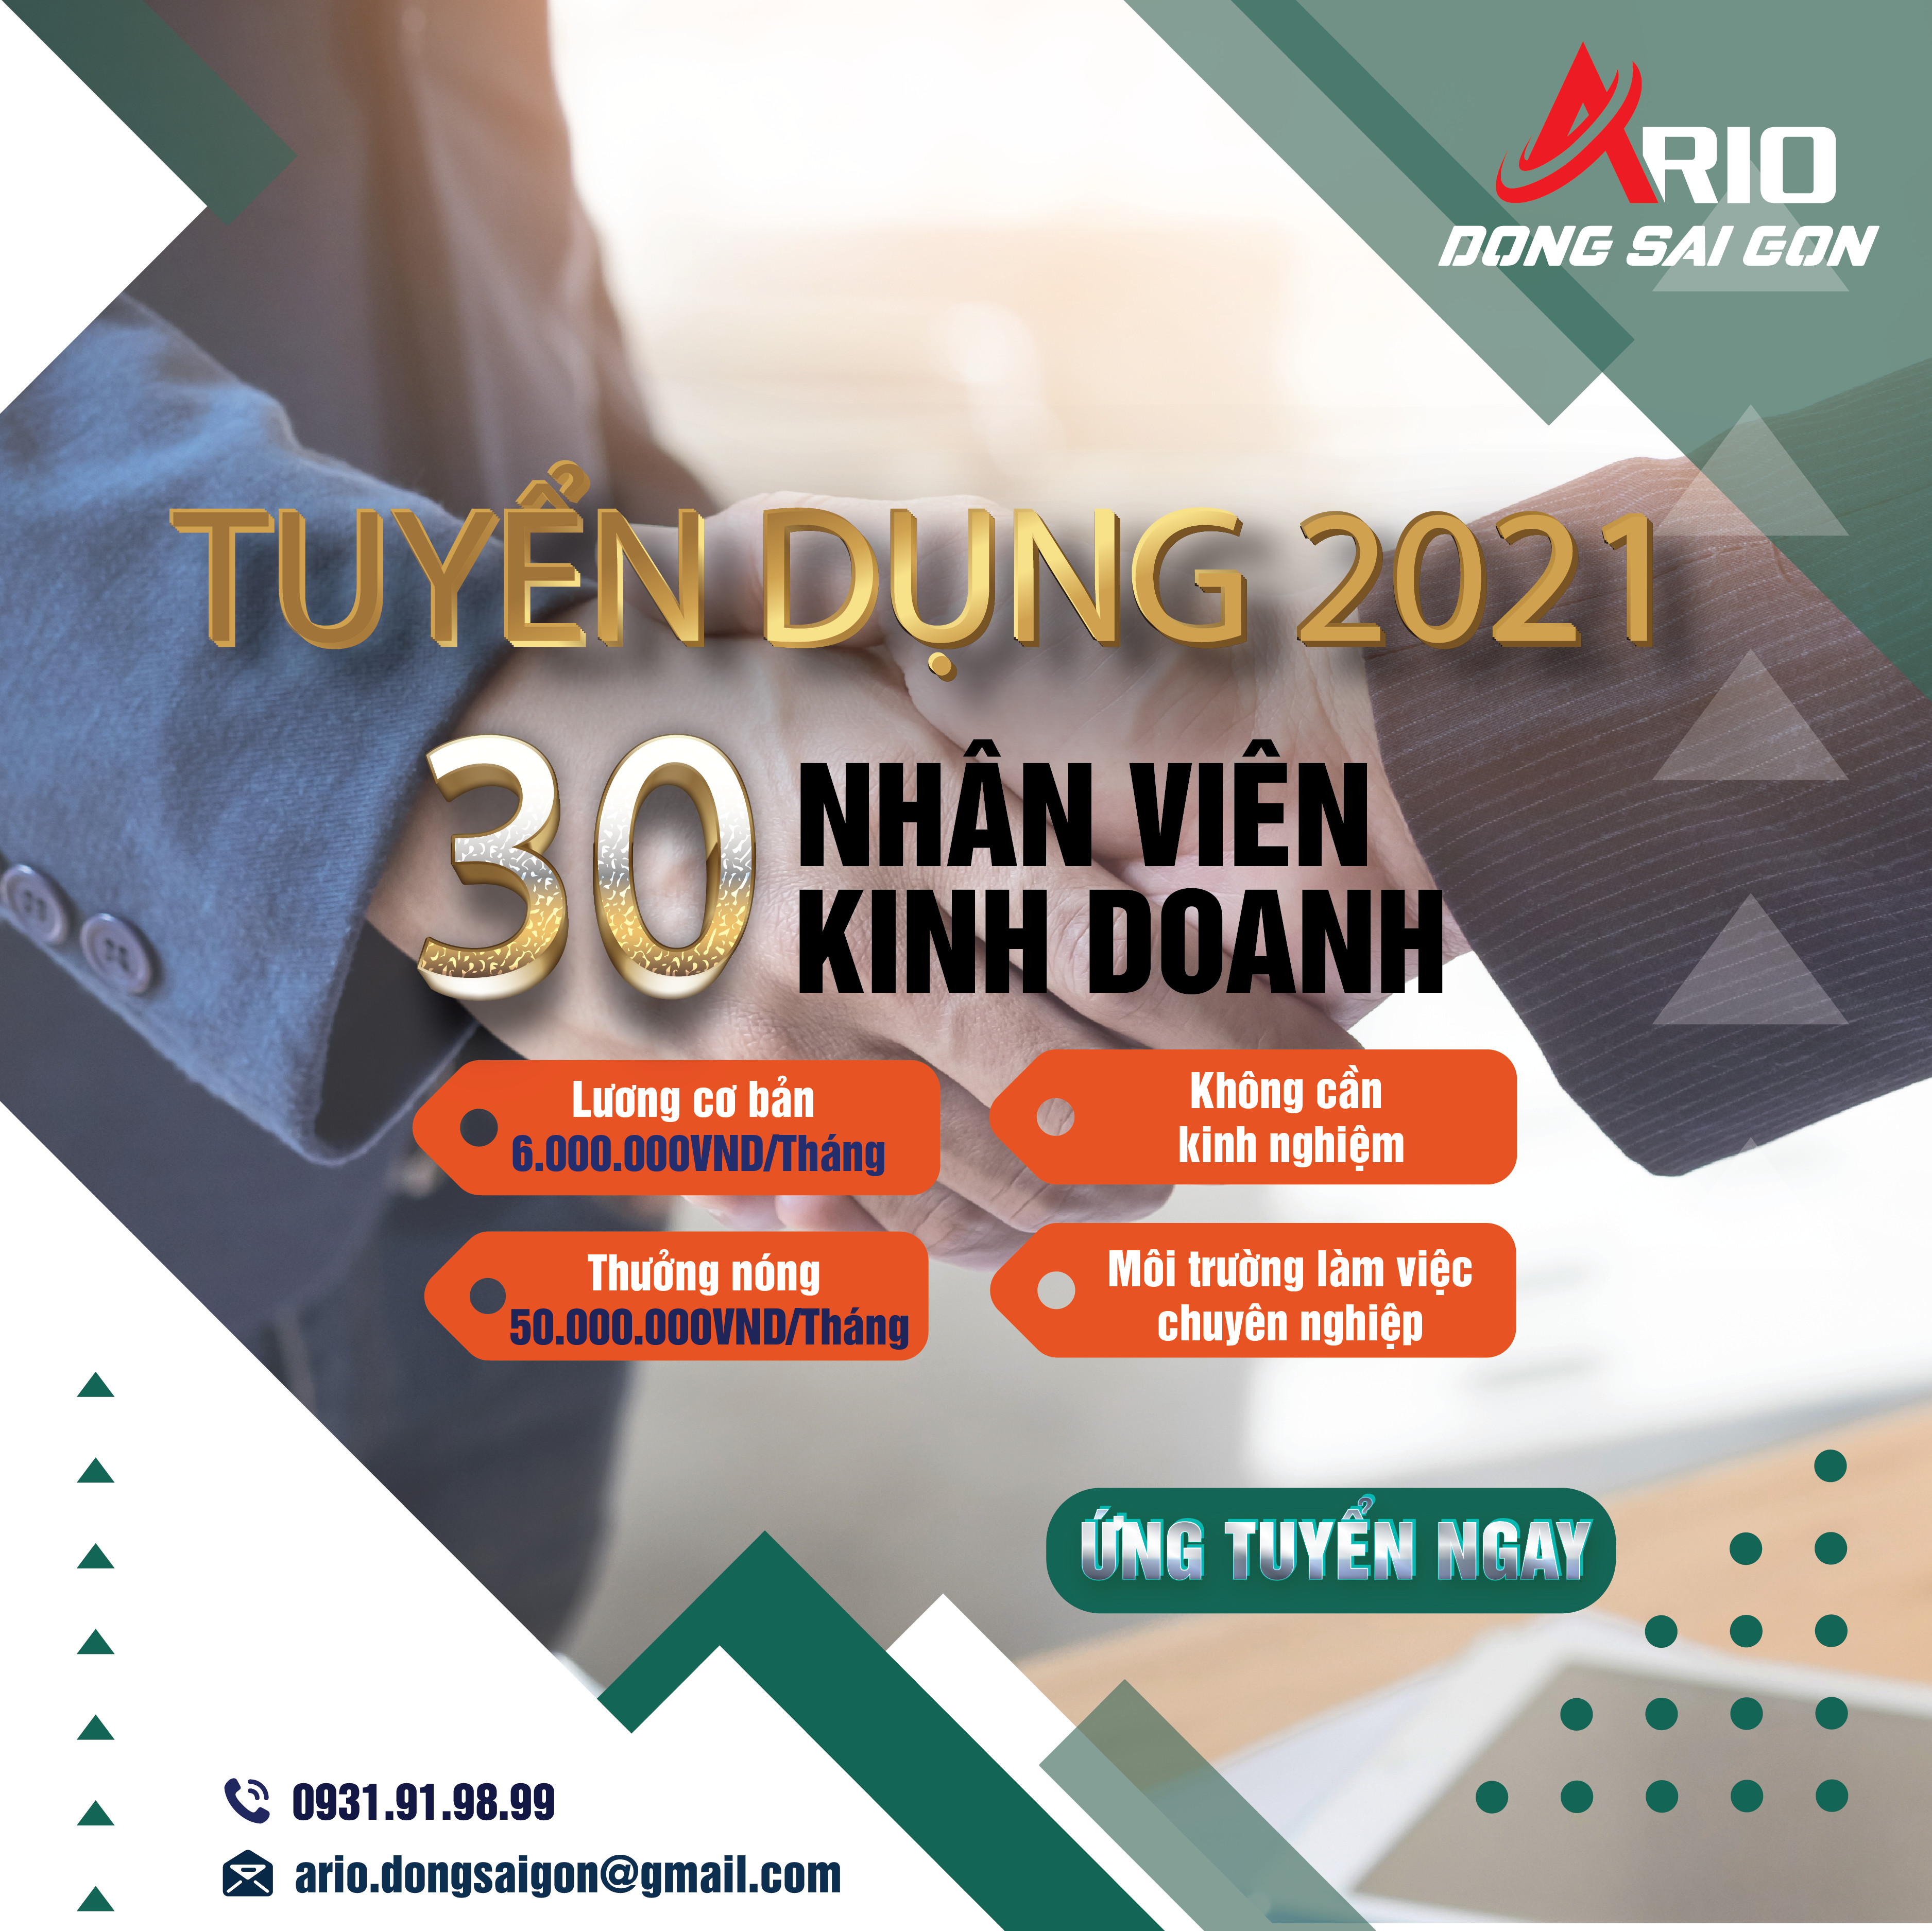 ARIO
DONG SAI GON
TUYỂN DỤNG 2021
30
NHÂN VIÊN
KINH DOANH
Lương cơ bản
6.000.000VND/Tháng
Không cần
kinh nghiệm
Thưởng nóng
50.000.000VND/Tháng
Môi trường làm việc
chuyên nghiệp
ỨNG TUYỂN NGAY
0931.91.98.99
ario.dongsaigon@gmail.com